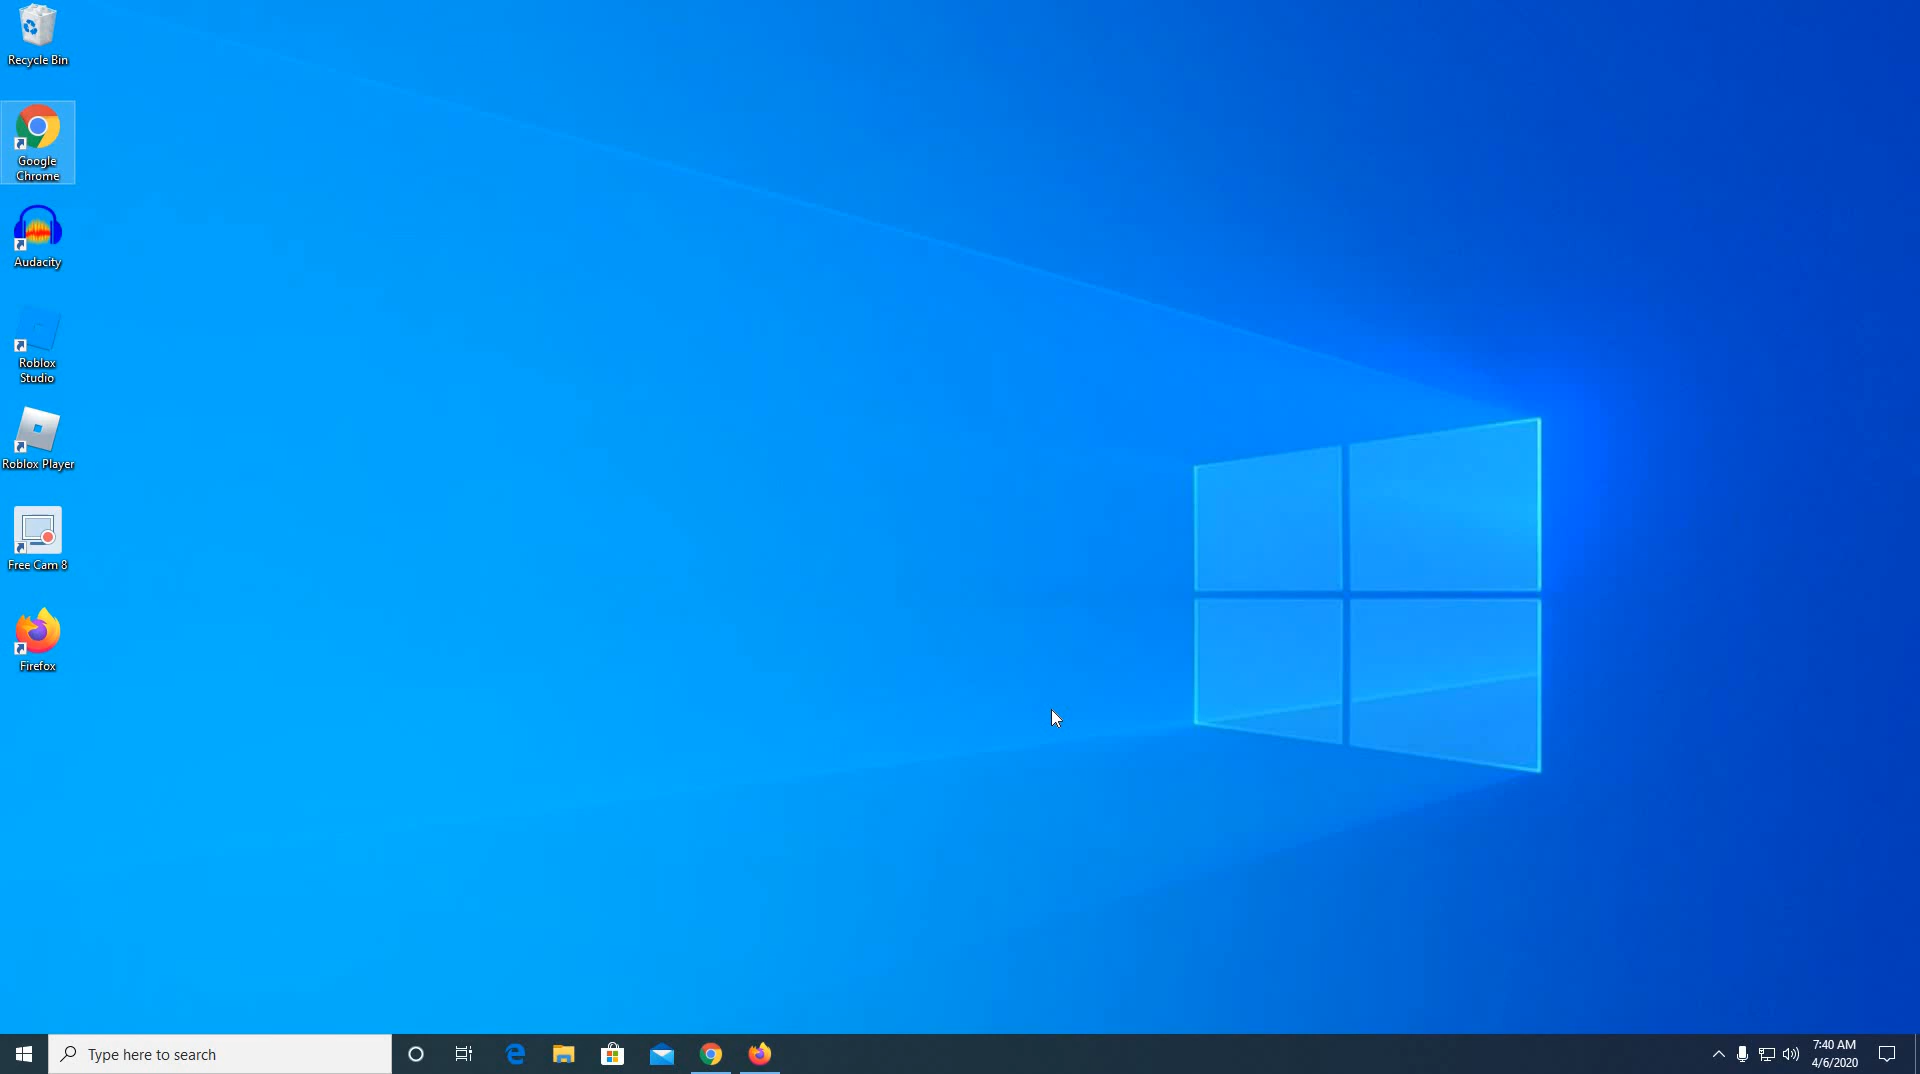 Recycle Bin
Google
Chrome
Audacity
Roblox
Studio
Roblox Player
Free Cam 8
Firefox
Type here to search
7:40 AM
4/6/2020